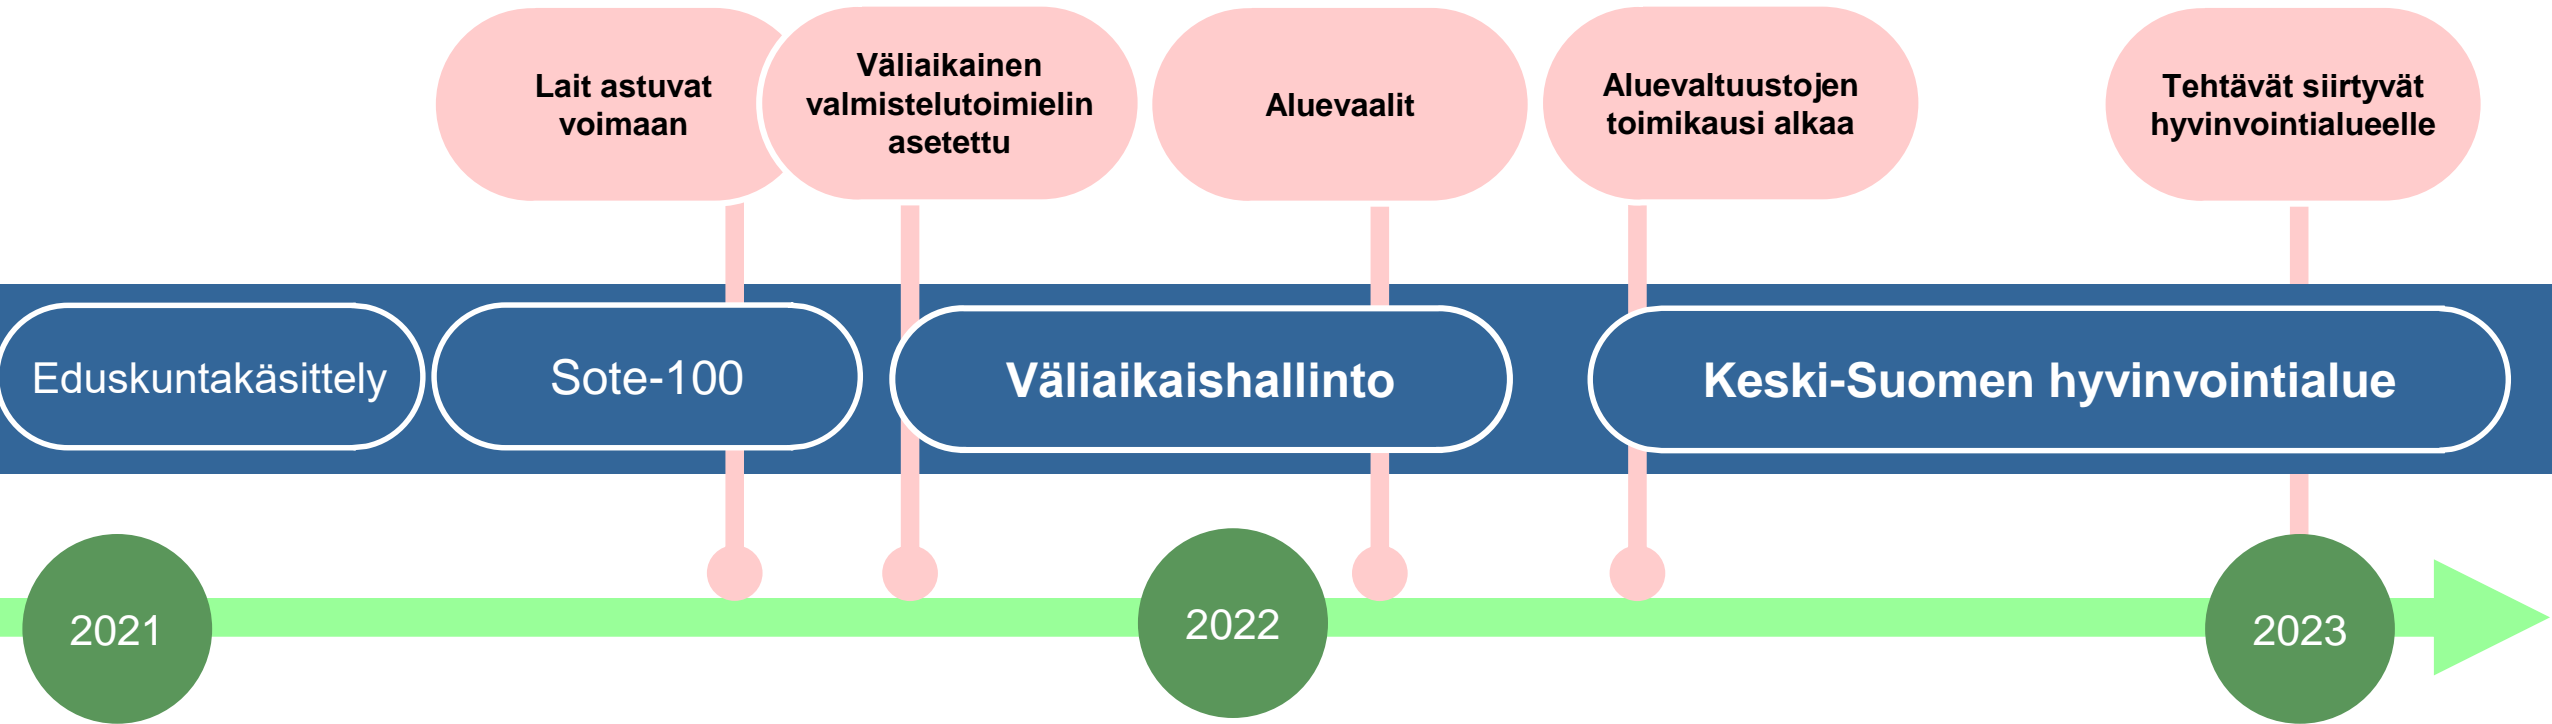 Lait astuvat
voimaan
Väliaikainen
valmistelutoimielin
asetettu
Aluevaalit
Aluevaltuustojen
toimikausi alkaa
Tehtävät siirtyvät
hyvinvointialueelle
Eduskuntakäsittely
Sote-100
Väliaikaishallinto
Keski-Suomen hyvinvointialue
2021
2022
2023